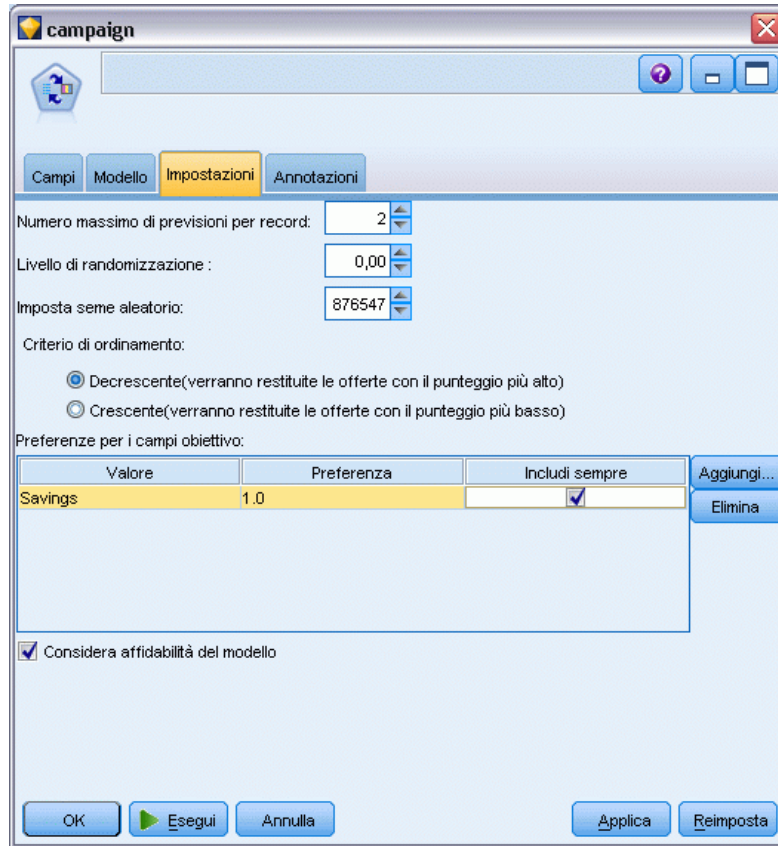 campaign
Campi Modello Impostazioni Annotazioni
Numero massimo di previsioni per record: 2
Livello di randomizzazione : 0,00
Imposta seme aleatorio: 876547
Criterio di ordinamento:
Decrescente(verranno restituite le offerte con il punteggio più alto)
Crescente(verranno restituite le offerte con il punteggio più basso)
Preferenze per i campi obiettivo:
Valore Preferenza Includi sempre Aggiungi...
Savings 1.0 Elimina
Considera affidabilità del modello
OK Esegui Annulla Applica Reimposta